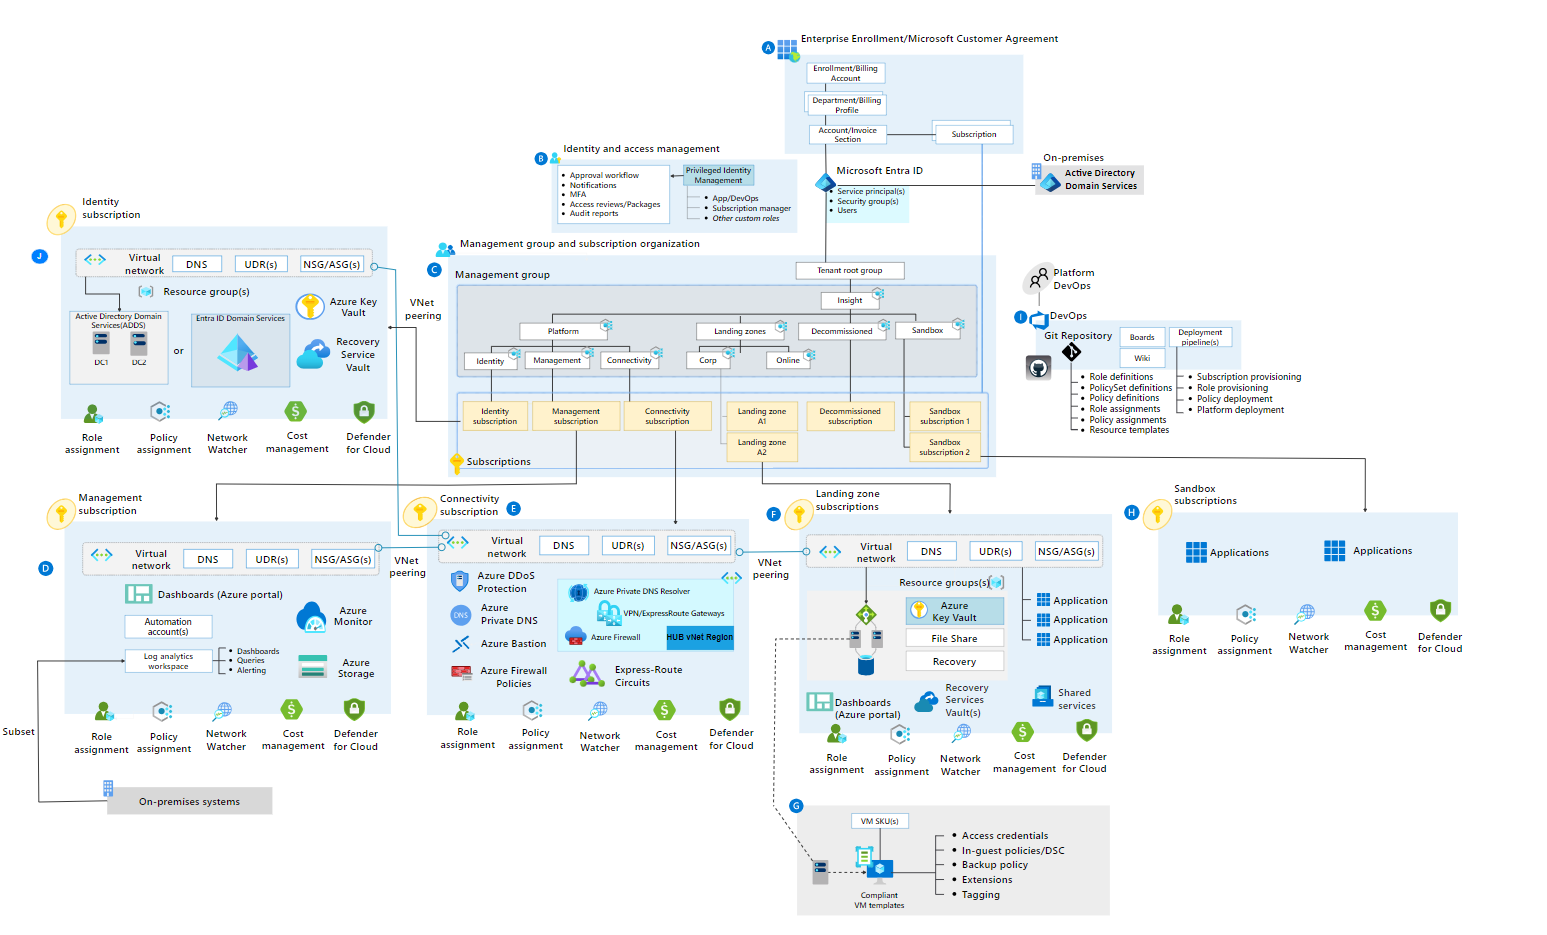 A
Enterprise Enrollment/Microsoft Customer Agreement
Enrollment/Billing
Account
Department/Billing
Profile
Account/Invoice
Section
Subscription
B
Identity and access management
Approval workflow
Notifications
MFA
Access reviews/Packages
Audit reports
Privileged Identity
Management
App/DevOps
Subscription manager
Other custom roles
Microsoft Entra ID
Service principal(s)
Security group(s)
Users
On-premises
Active Directory
Domain Services
C
Management group and subscription organization
Management group
Tenant root group
Insight
Platform
Landing zones
Decommissioned
Sandbox
Identity
Management
Connectivity
Corp
Online
Identity
subscription
Management
subscription
Connectivity
subscription
Landing zone
A1
Landing zone
A2
Decommissioned
subscription
Sandbox
subscription 1
Sandbox
subscription 2
Subscriptions
Platform
DevOps
I
DevOps
Git Repository
Boards
Wiki
Deployment
pipeline(s)
Role definitions
PolicySet definitions
Policy definitions
Role assignments
Policy assignments
Resource templates
Subscription provisioning
Role provisioning
Policy deployment
Platform deployment
J
Identity
subscription
Virtual
network
DNS
UDR(s)
NSG/ASG(s)
Resource group(s)
Active Directory Domain
Services(ADDS)
DC1
DC2
or
Entra ID Domain Services
Azure Key
Vault
Recovery
Service
Vault
Role
assignment
Policy
assignment
Network
Watcher
Cost
management
Defender
for Cloud
VNet
peering
D
Management
subscription
Virtual
network
DNS
UDR(s)
NSG/ASG(s)
Dashboards (Azure portal)
Automation
account(s)
Log analytics
workspace
Dashboards
Queries
Alerting
Azure
Monitor
Azure
Storage
Role
assignment
Policy
assignment
Network
Watcher
Cost
management
Defender
for Cloud
Subset
On-premises systems
VNet
peering
E
Connectivity
subscription
Virtual
network
DNS
UDR(s)
NSG/ASG(s)
Azure DDoS
Protection
DNS
Azure
Private DNS
Azure Bastion
Azure Firewall
Policies
Azure Private DNS Resolver
VPN/ExpressRoute Gateways
Azure Firewall
HUB vNet Region
Express-Route
Circuits
Role
assignment
Policy
assignment
Network
Watcher
Cost
management
Defender
for Cloud
VNet
peering
F
Landing zone
subscriptions
Virtual
network
DNS
UDR(s)
NSG/ASG(s)
Resource groups(s)
Azure
Key Vault
File Share
Recovery
Application
Application
Application
Dashboards
(Azure portal)
Recovery
Services
Vault(s)
Shared
services
Role
assignment
Policy
assignment
Network
Watcher
Cost
management
Defender
for Cloud
G
VM SKU(s)
Compliant
VM templates
Access credentials
In-guest policies/DSC
Backup policy
Extensions
Tagging
H
Sandbox
subscriptions
Applications
Applications
Role
assignment
Policy
assignment
Network
Watcher
Cost
management
Defender
for Cloud